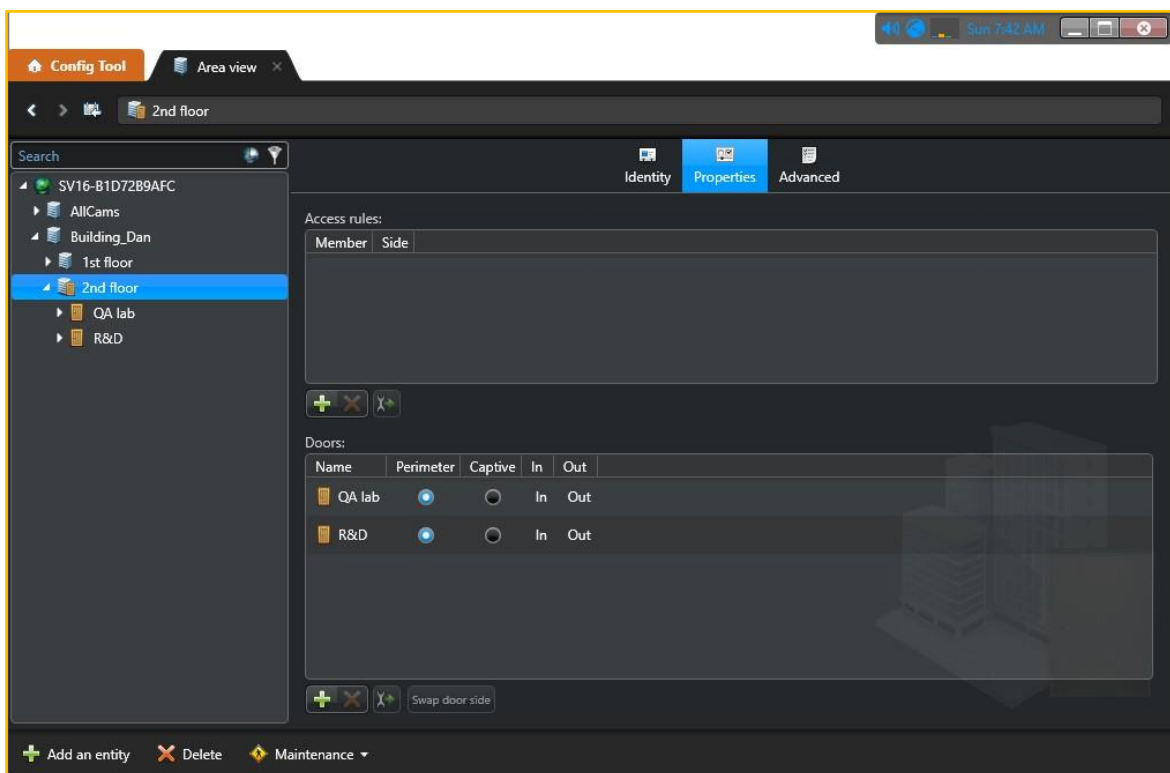 Sun 7:42 AM
Config Tool
Area view
2nd floor
Search
SV16-B1D72B9AFC
AllCams
Building_Dan
1st floor
2nd floor
QA lab
R&D
Identity Properties Advanced
Access rules:
Member Side
Doors:
Name Perimeter Captive In Out
QA lab In Out
R&D In Out
Swap door side
Add an entity Delete Maintenance